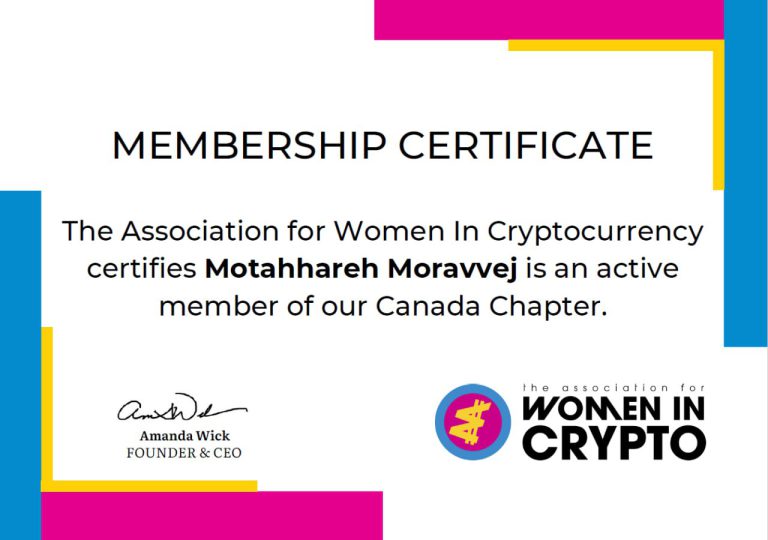 MEMBERSHIP CERTIFICATE
The Association for Women In Cryptocurrency
certifies Motahhareh Moravvej is an active
member of our Canada Chapter.
Amanda Wick
FOUNDER & CEO
the association for
WOMEN IN
CRYPTO